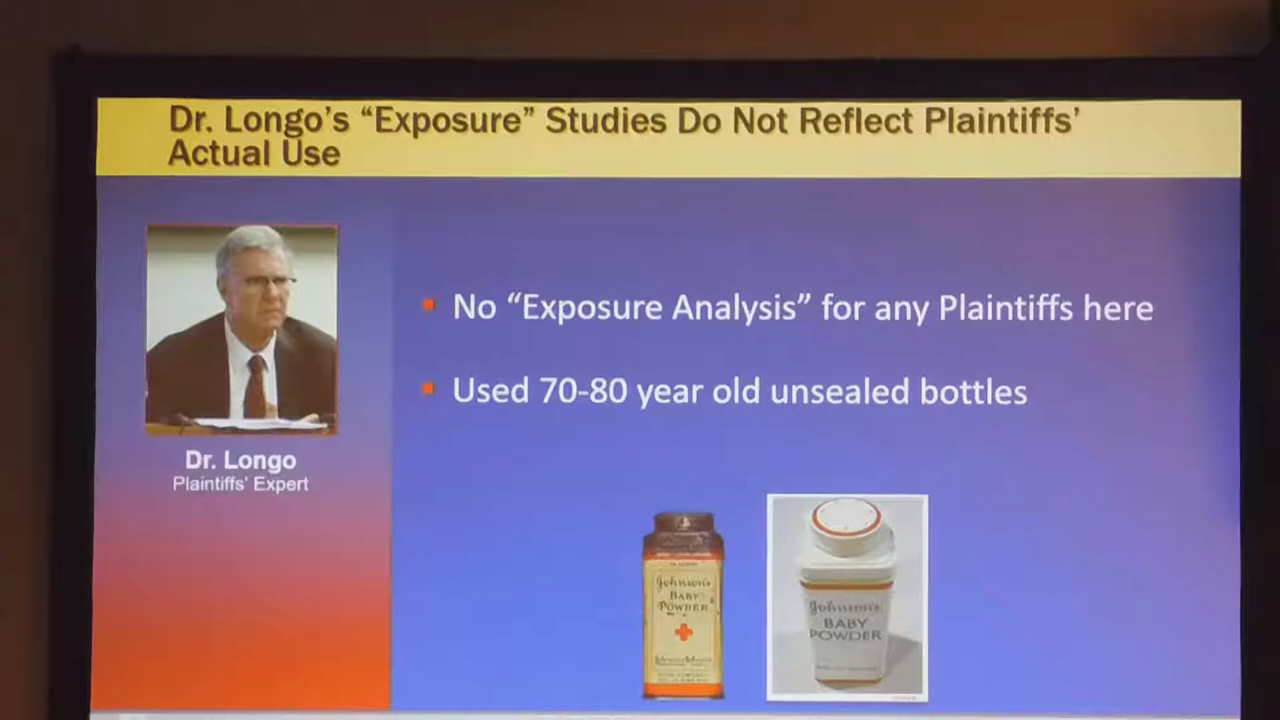 Dr. Longo's “Exposure” Studies Do Not Reflect Plaintiffs'
Actual Use
No “Exposure Analysis” for any Plaintiffs here
Used 70-80 year old unsealed bottles
Dr. Longo
Plaintiffs' Expert
Johnson's
BABY
POWDER
Johnson's
BABY
POWDER